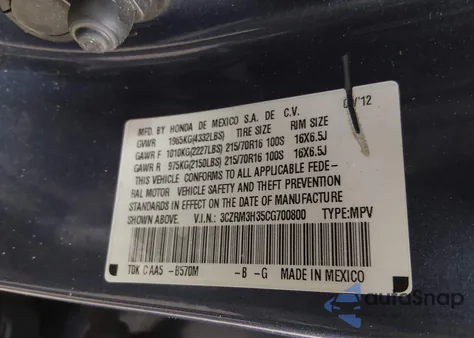 MFD. BY HONDA DE MEXICO S.A. DE C.V. /'12
GVWR 1965KG(4332LBS) TIRE SIZE RIM SIZE
GAWR F 1010KG(2227LBS) 215/70R16 100S 16X6.5J
GAWR R 975KG(2150LBS) 215/70R16 100S 16X6.5J
THIS VEHICLE CONFORMS TO ALL APPLICABLE FEDE-
RAL MOTOR VEHICLE SAFETY AND THEFT PREVENTION
STANDARDS IN EFFECT ON THE DATE OF MANUFACTURE
SHOWN ABOVE. V.I.N.: 3CZRM3H35CG700800 TYPE:MPV
TDK C AA5 -B570M -B -G MADE IN MEXICO
autoSnap